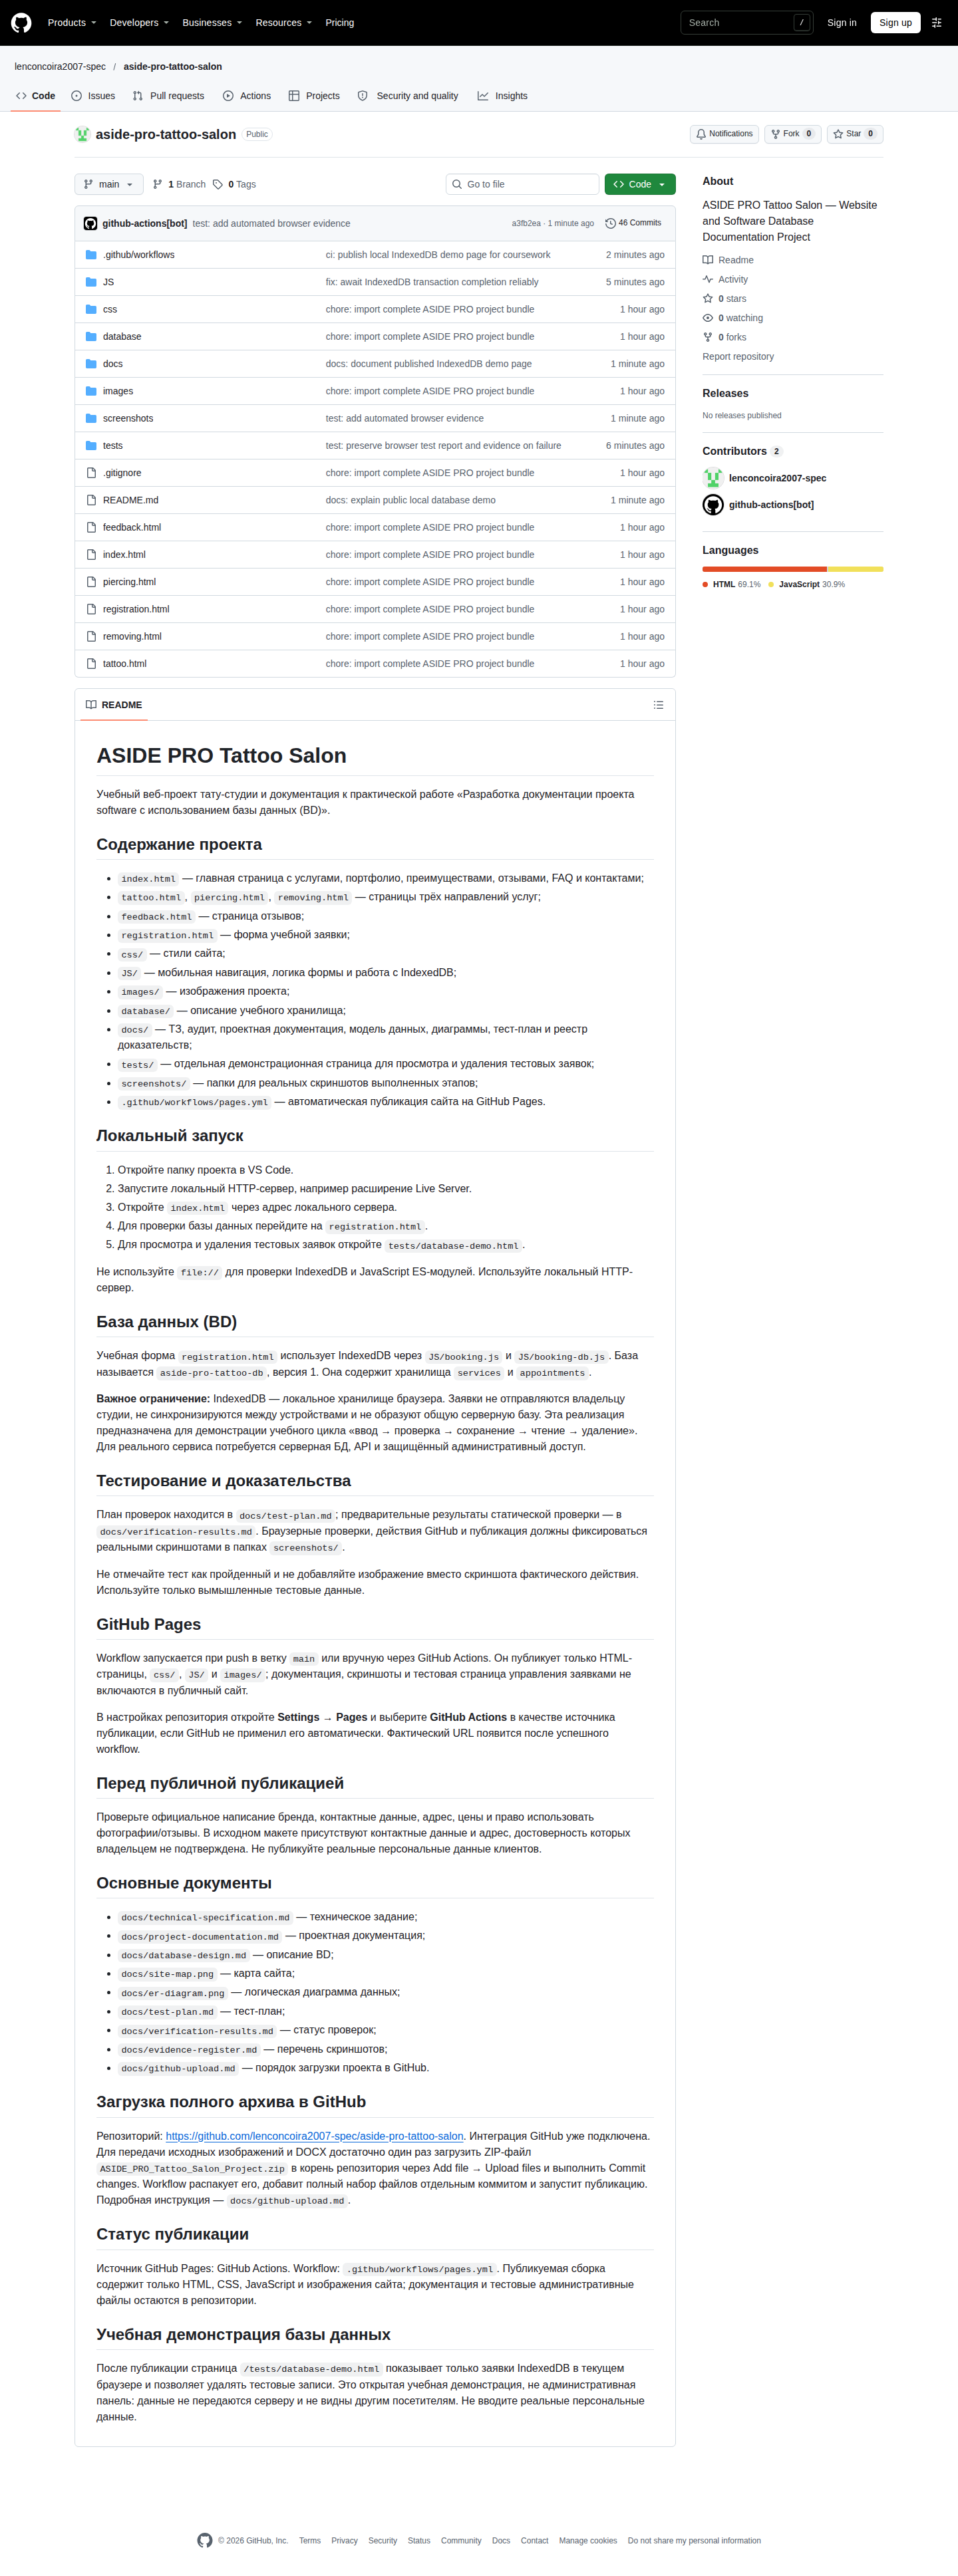 Products Developers Businesses Resources Pricing Search / Sign in Sign up
lenconcoira2007-spec / aside-pro-tattoo-salon
Code Issues Pull requests Actions Projects Security and quality Insights
aside-pro-tattoo-salon Public Notifications Fork 0 Star 0
main 1 Branch 0 Tags Go to file Code
github-actions[bot] test: add automated browser evidence a3fb2ea · 1 minute ago 46 Commits
.github/workflows ci: publish local IndexedDB demo page for coursework 2 minutes ago
JS fix: await IndexedDB transaction completion reliably 5 minutes ago
css chore: import complete ASIDE PRO project bundle 1 hour ago
database chore: import complete ASIDE PRO project bundle 1 hour ago
docs docs: document published IndexedDB demo page 1 minute ago
images chore: import complete ASIDE PRO project bundle 1 hour ago
screenshots test: add automated browser evidence 1 minute ago
tests test: preserve browser test report and evidence on failure 6 minutes ago
.gitignore chore: import complete ASIDE PRO project bundle 1 hour ago
README.md docs: explain public local database demo 1 minute ago
feedback.html chore: import complete ASIDE PRO project bundle 1 hour ago
index.html chore: import complete ASIDE PRO project bundle 1 hour ago
piercing.html chore: import complete ASIDE PRO project bundle 1 hour ago
registration.html chore: import complete ASIDE PRO project bundle 1 hour ago
removing.html chore: import complete ASIDE PRO project bundle 1 hour ago
tattoo.html chore: import complete ASIDE PRO project bundle 1 hour ago
About
ASIDE PRO Tattoo Salon — Website
and Software Database
Documentation Project
Readme
Activity
0 stars
0 watching
0 forks
Report repository
Releases
No releases published
Contributors 2
lenconcoira2007-spec
github-actions[bot]
Languages
HTML 69.1% JavaScript 30.9%
README
ASIDE PRO Tattoo Salon
Учебный веб-проект тату-студии и документация к практической работе «Разработка документации проекта
software с использованием базы данных (BD)».
Содержание проекта
• index.html — главная страница с услугами, портфолио, преимуществами, отзывами, FAQ и контактами;
• tattoo.html, piercing.html, removing.html — страницы трёх направлений услуг;
• feedback.html — страница отзывов;
• registration.html — форма учебной заявки;
• css/ — стили сайта;
• JS/ — мобильная навигация, логика формы и работа с IndexedDB;
• images/ — изображения проекта;
• database/ — описание учебного хранилища;
• docs/ — ТЗ, аудит, проектная документация, модель данных, диаграммы, тест-план и реестр
доказательств;
• tests/ — отдельная демонстрационная страница для просмотра и удаления тестовых заявок;
• screenshots/ — папки для реальных скриншотов выполненных этапов;
• .github/workflows/pages.yml — автоматическая публикация сайта на GitHub Pages.
Локальный запуск
1. Откройте папку проекта в VS Code.
2. Запустите локальный HTTP-сервер, например расширение Live Server.
3. Откройте index.html через адрес локального сервера.
4. Для проверки базы данных перейдите на registration.html.
5. Для просмотра и удаления тестовых заявок откройте tests/database-demo.html.
Не используйте file:// для проверки IndexedDB и JavaScript ES-модулей. Используйте локальный HTTP-
сервер.
База данных (BD)
Учебная форма registration.html использует IndexedDB через JS/booking.js и JS/booking-db.js. База
называется aside-pro-tattoo-db, версия 1. Она содержит хранилища services и appointments.
Важное ограничение: IndexedDB — локальное хранилище браузера. Заявки не отправляются владельцу
студии, не синхронизируются между устройствами и не образуют общую серверную базу. Эта реализация
предназначена для демонстрации учебного цикла «ввод → проверка → сохранение → чтение → удаление».
Для реального сервиса потребуется серверная БД, API и защищённый административный доступ.
Тестирование и доказательства
План проверок находится в docs/test-plan.md; предварительные результаты статической проверки — в
docs/verification-results.md. Браузерные проверки, действия GitHub и публикация должны фиксироваться
реальными скриншотами в папках screenshots/.
Не отмечайте тест как пройденный и не добавляйте изображение вместо скриншота фактического действия.
Используйте только вымышленные тестовые данные.
GitHub Pages
Workflow запускается при push в ветку main или вручную через GitHub Actions. Он публикует только HTML-
страницы, css/, JS/ и images/; документация, скриншоты и тестовая страница управления заявками не
включаются в публичный сайт.
В настройках репозитория откройте Settings → Pages и выберите GitHub Actions в качестве источника
публикации, если GitHub не применил его автоматически. Фактический URL появится после успешного
workflow.
Перед публичной публикацией
Проверьте официальное написание бренда, контактные данные, адрес, цены и право использовать
фотографии/отзывы. В исходном макете присутствуют контактные данные и адрес, достоверность которых
владельцем не подтверждена. Не публикуйте реальные персональные данные клиентов.
Основные документы
• docs/technical-specification.md — техническое задание;
• docs/project-documentation.md — проектная документация;
• docs/database-design.md — описание BD;
• docs/site-map.png — карта сайта;
• docs/er-diagram.png — логическая диаграмма данных;
• docs/test-plan.md — тест-план;
• docs/verification-results.md — статус проверок;
• docs/evidence-register.md — перечень скриншотов;
• docs/github-upload.md — порядок загрузки проекта в GitHub.
Загрузка полного архива в GitHub
Репозиторий: https://github.com/lenconcoira2007-spec/aside-pro-tattoo-salon. Интеграция GitHub уже подключена.
Для передачи исходных изображений и DOCX достаточно один раз загрузить ZIP-файл
ASIDE_PRO_Tattoo_Salon_Project.zip в корень репозитория через Add file → Upload files и выполнить Commit
changes. Workflow распакует его, добавит полный набор файлов отдельным коммитом и запустит публикацию.
Подробная инструкция — docs/github-upload.md.
Статус публикации
Источник GitHub Pages: GitHub Actions. Workflow: .github/workflows/pages.yml. Публикуемая сборка
содержит только HTML, CSS, JavaScript и изображения сайта; документация и тестовые административные
файлы остаются в репозитории.
Учебная демонстрация базы данных
После публикации страница /tests/database-demo.html показывает только заявки IndexedDB в текущем
браузере и позволяет удалять тестовые записи. Это открытая учебная демонстрация, не административная
панель: данные не передаются серверу и не видны другим посетителям. Не вводите реальные персональные
данные.
© 2026 GitHub, Inc. Terms Privacy Security Status Community Docs Contact Manage cookies Do not share my personal information